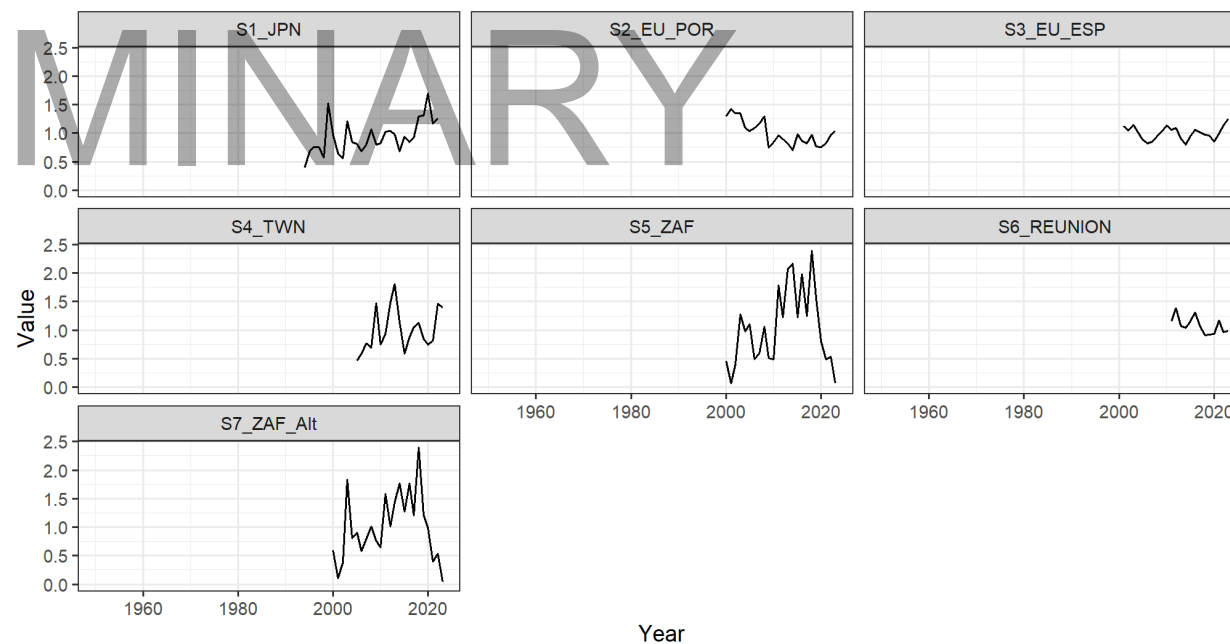 MINARY
S1_JPN S2_EU_POR S3_EU_ESP
2.5
2.0
1.5
1.0
0.5
0.0
S4_TWN S5_ZAF S6_REUNION
2.5
2.0
1.5
1.0
0.5
0.0
Value
1960 1980 2000 2020 1960 1980 2000 2020
S7_ZAF_Alt
2.5
2.0
1.5
1.0
0.5
0.0
1960 1980 2000 2020
Year